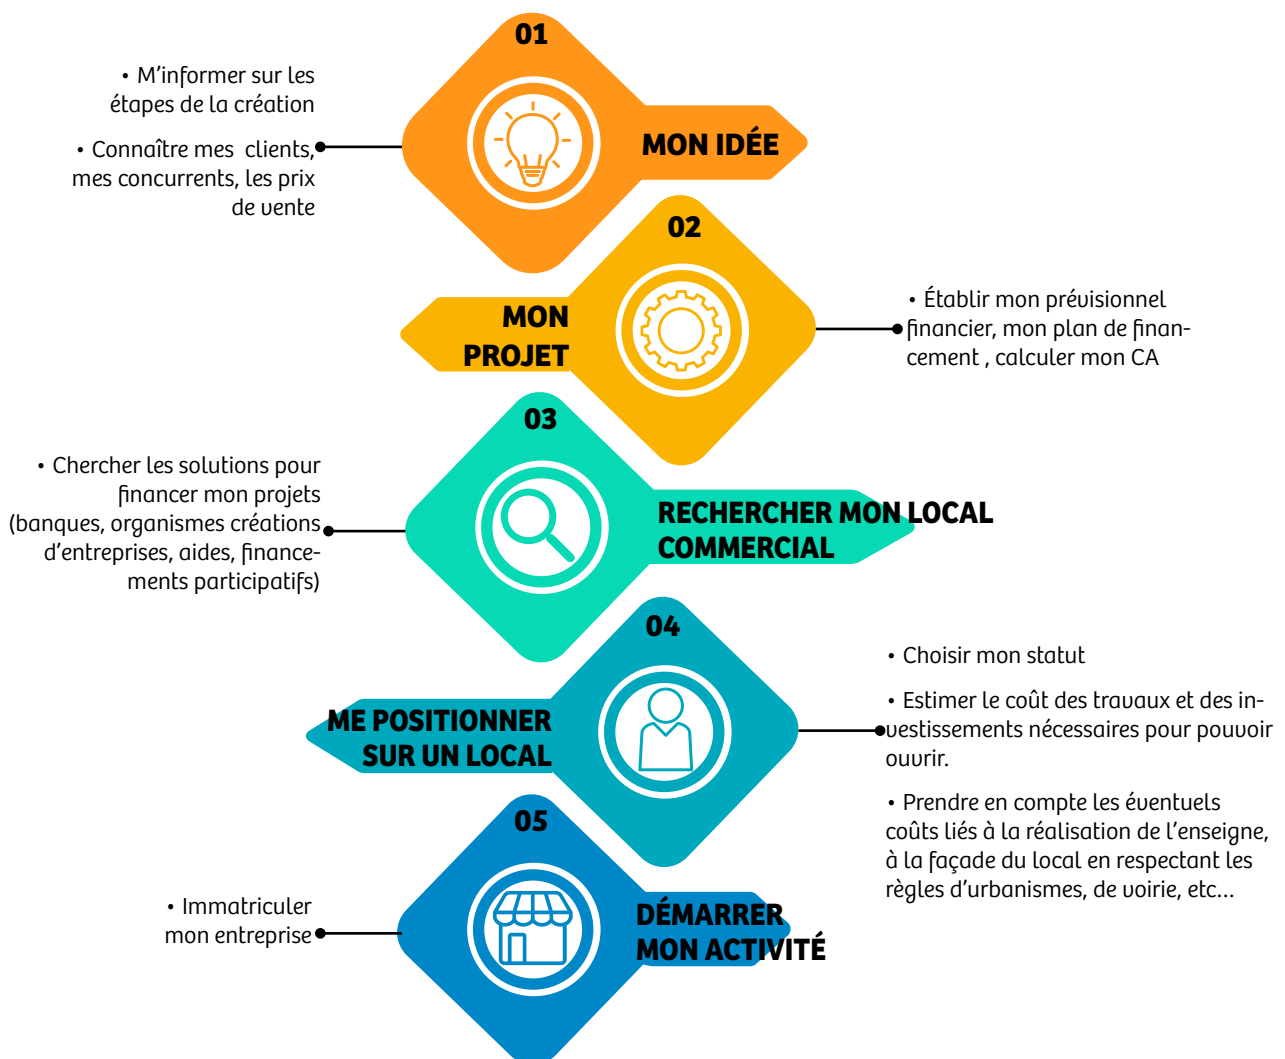 01
• M’informer sur les
étapes de la création
• Connaître mes  clients,
mes concurrents, les prix
de vente
MON IDÉE
02
MON
PROJET
• Établir mon prévisionnel
financier, mon plan de finan-
cement , calculer mon CA
03
• Chercher les solutions pour
financer mon projets
(banques, organismes créations
d’entreprises, aides, finance-
ments participatifs)
RECHERCHER MON LOCAL
COMMERCIAL
04
ME POSITIONNER
SUR UN LOCAL
• Choisir mon statut
• Estimer le coût des travaux et des in-
vestissements nécessaires pour pouvoir
ouvrir.
• Prendre en compte les éventuels
coûts liés à la réalisation de l’enseigne,
à la façade du local en respectant les
règles d’urbanismes, de voirie, etc...
05
• Immatriculer
mon entreprise
DÉMARRER
MON ACTIVITÉ